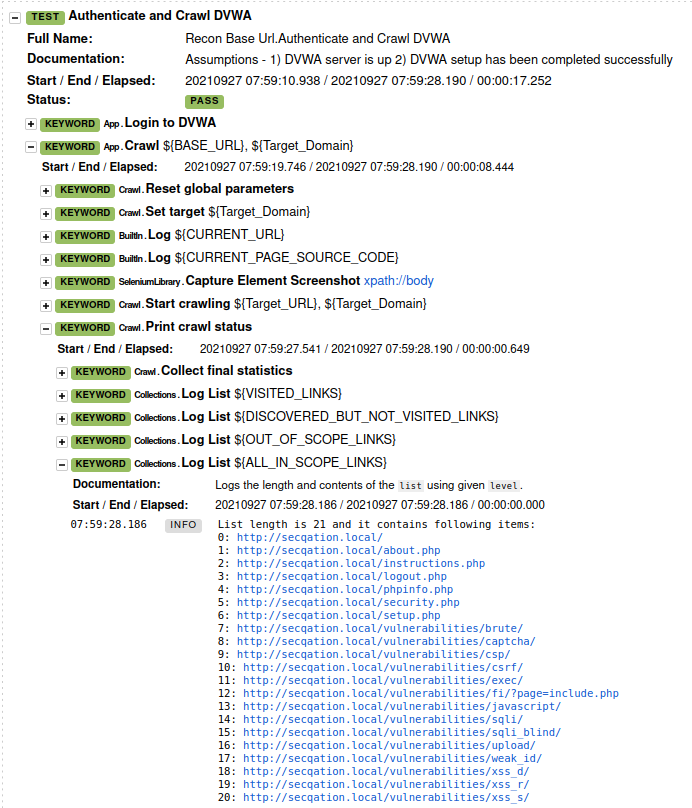 TEST Authenticate and Crawl DVWA
Full Name: Recon Base Url.Authenticate and Crawl DVWA
Documentation: Assumptions - 1) DVWA server is up 2) DVWA setup has been completed successfully
Start / End / Elapsed: 20210927 07:59:10.938 / 20210927 07:59:28.190 / 00:00:17.252
Status: PASS
KEYWORD App.Login to DVWA
KEYWORD App.Crawl ${BASE_URL}, ${Target_Domain}
Start / End / Elapsed: 20210927 07:59:19.746 / 20210927 07:59:28.190 / 00:00:08.444
KEYWORD Crawl.Reset global parameters
KEYWORD Crawl.Set target ${Target_Domain}
KEYWORD BuiltIn.Log ${CURRENT_URL}
KEYWORD BuiltIn.Log ${CURRENT_PAGE_SOURCE_CODE}
KEYWORD SeleniumLibrary.Capture Element Screenshot xpath://body
KEYWORD Crawl.Start crawling ${Target_URL}, ${Target_Domain}
KEYWORD Crawl.Print crawl status
Start / End / Elapsed: 20210927 07:59:27.541 / 20210927 07:59:28.190 / 00:00:00.649
KEYWORD Crawl.Collect final statistics
KEYWORD Collections.Log List ${VISITED_LINKS}
KEYWORD Collections.Log List ${DISCOVERED_BUT_NOT_VISITED_LINKS}
KEYWORD Collections.Log List ${OUT_OF_SCOPE_LINKS}
KEYWORD Collections.Log List ${ALL_IN_SCOPE_LINKS}
Documentation: Logs the length and contents of the list using given level.
Start / End / Elapsed: 20210927 07:59:28.186 / 20210927 07:59:28.186 / 00:00:00.000
07:59:28.186 INFO List length is 21 and it contains following items:
0: http://secqation.local/
1: http://secqation.local/about.php
2: http://secqation.local/instructions.php
3: http://secqation.local/logout.php
4: http://secqation.local/phpinfo.php
5: http://secqation.local/security.php
6: http://secqation.local/setup.php
7: http://secqation.local/vulnerabilities/brute/
8: http://secqation.local/vulnerabilities/captcha/
9: http://secqation.local/vulnerabilities/csp/
10: http://secqation.local/vulnerabilities/csrf/
11: http://secqation.local/vulnerabilities/exec/
12: http://secqation.local/vulnerabilities/fi/?page=include.php
13: http://secqation.local/vulnerabilities/javascript/
14: http://secqation.local/vulnerabilities/sqli/
15: http://secqation.local/vulnerabilities/sqli_blind/
16: http://secqation.local/vulnerabilities/upload/
17: http://secqation.local/vulnerabilities/weak_id/
18: http://secqation.local/vulnerabilities/xss_d/
19: http://secqation.local/vulnerabilities/xss_r/
20: http://secqation.local/vulnerabilities/xss_s/